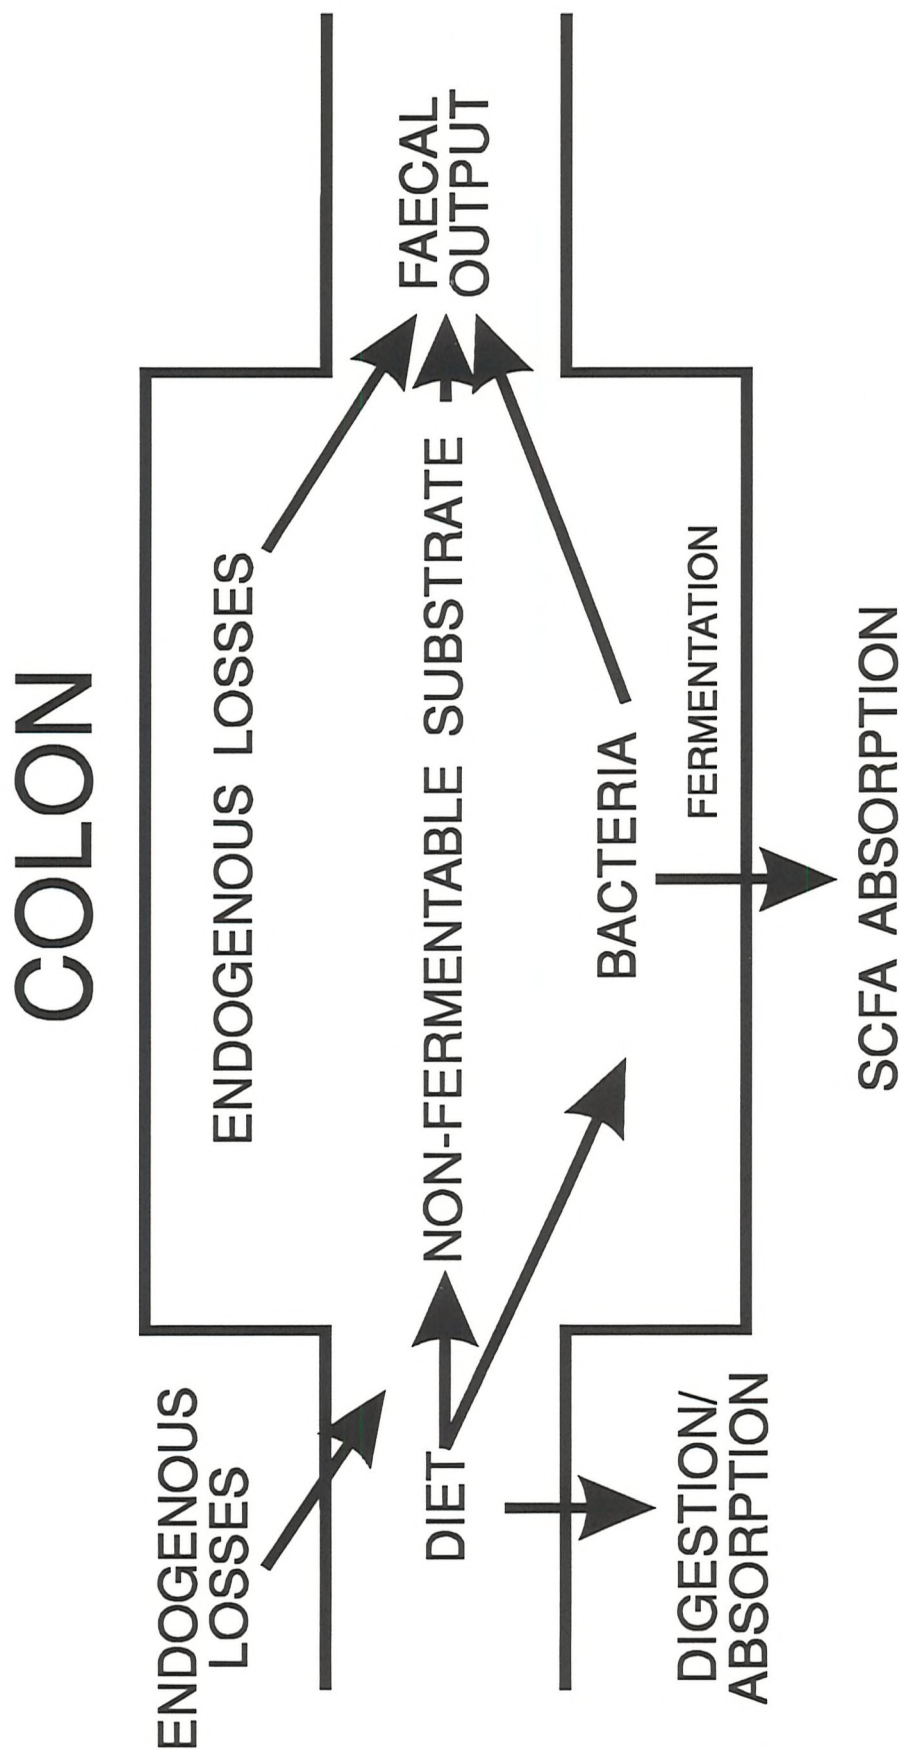 COLON
ENDOGENOUS
LOSSES
ENDOGENOUS LOSSES
DIET
NON-FERMENTABLE SUBSTRATE
FAECAL
OUTPUT
BACTERIA
FERMENTATION
DIGESTION/
ABSORPTION
SCFA ABSORPTION